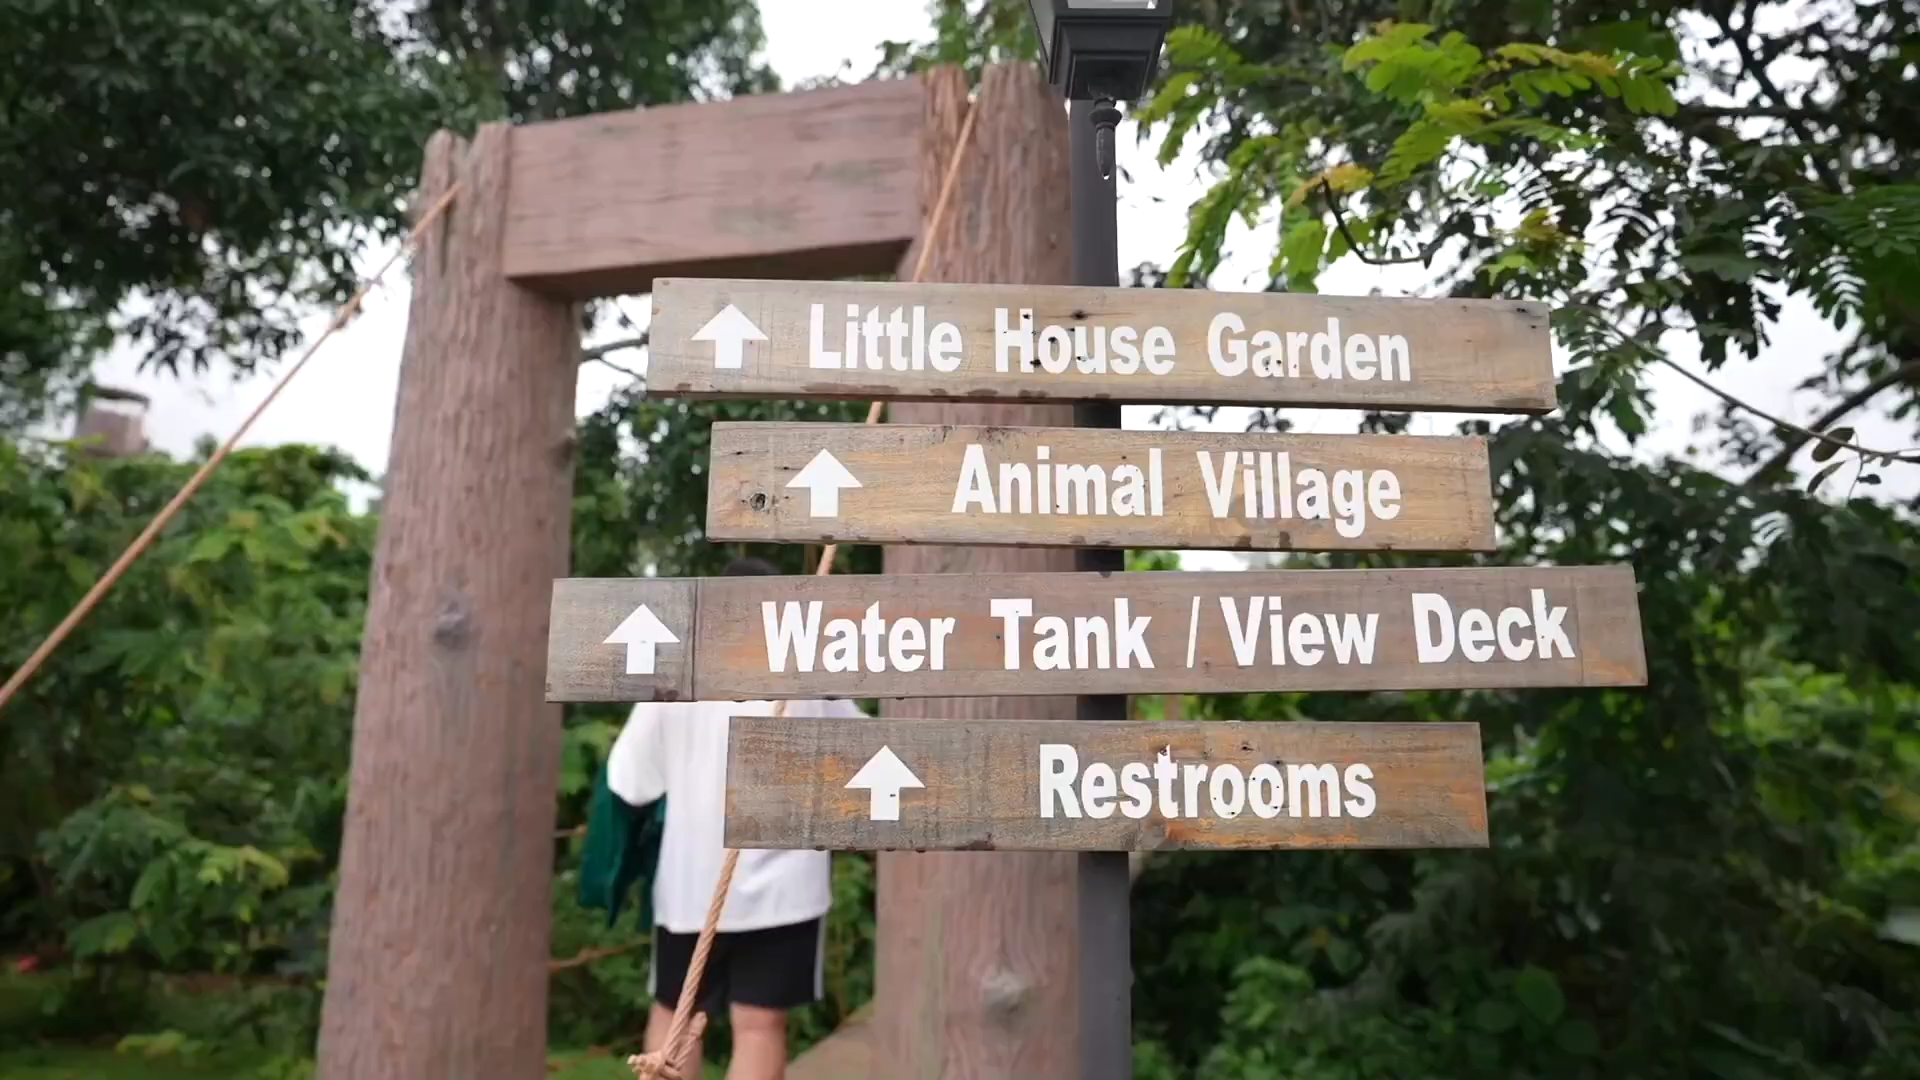 Little House Garden
Animal Village
Water Tank / View Deck
Restrooms